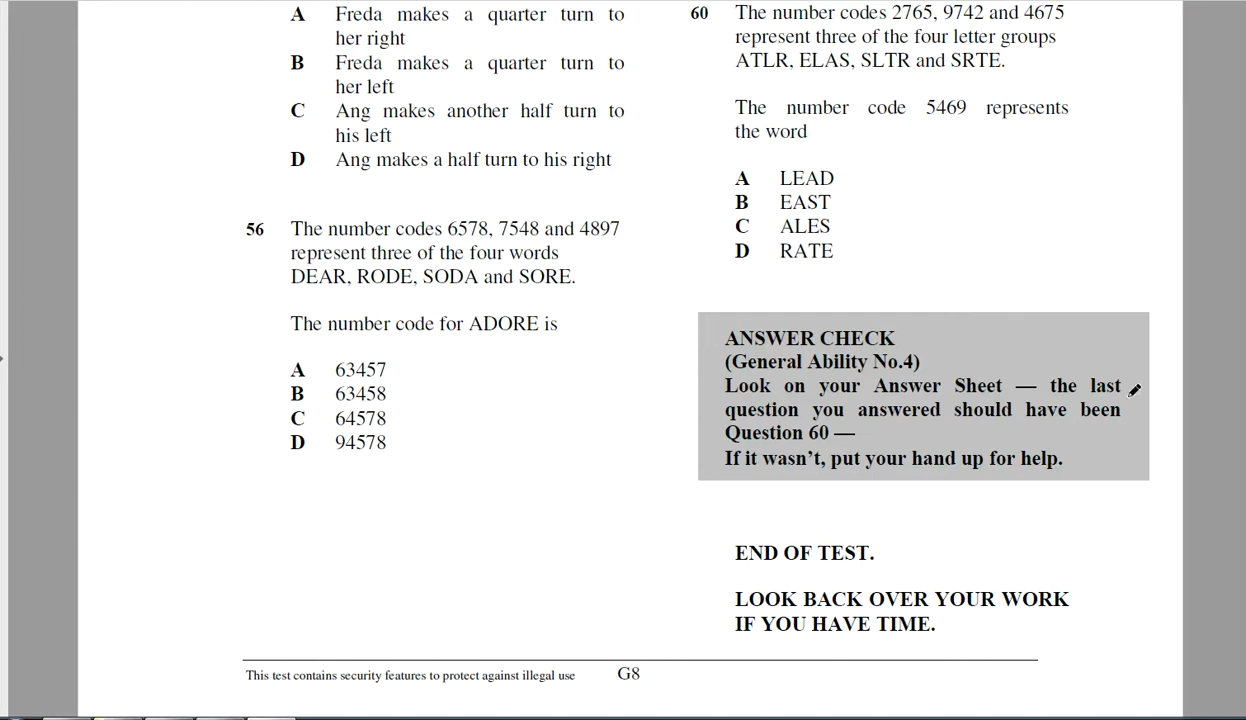 A Freda makes a quarter turn to
her right
B Freda makes a quarter turn to
her left
C Ang makes another half turn to
his left
D Ang makes a half turn to his right
56 The number codes 6578, 7548 and 4897
represent three of the four words
DEAR, RODE, SODA and SORE.
The number code for ADORE is
A 63457
B 63458
C 64578
D 94578
60 The number codes 2765, 9742 and 4675
represent three of the four letter groups
ATLR, ELAS, SLTR and SRTE.
The number code 5469 represents
the word
A LEAD
B EAST
C ALES
D RATE
ANSWER CHECK
(General Ability No.4)
Look on your Answer Sheet — the last
question you answered should have been
Question 60 —
If it wasn't, put your hand up for help.
END OF TEST.
LOOK BACK OVER YOUR WORK
IF YOU HAVE TIME.
This test contains security features to protect against illegal use G8